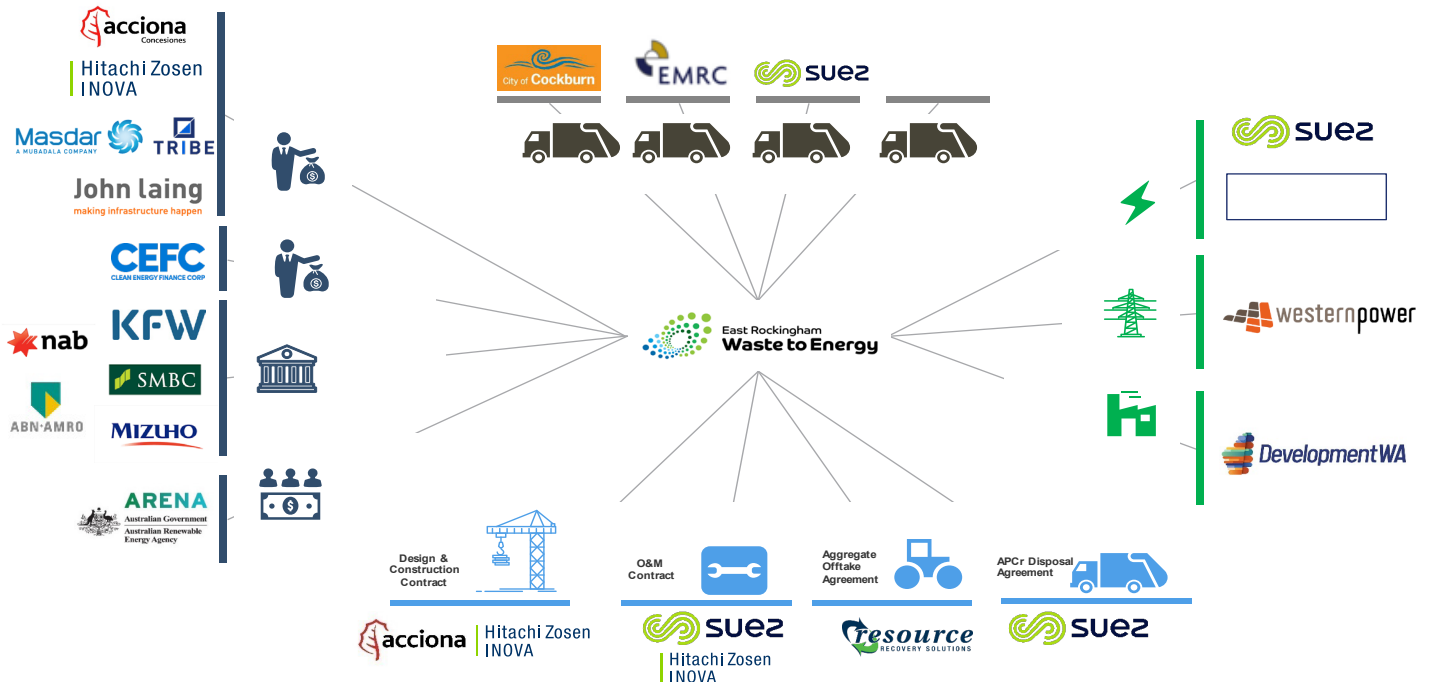 acciona
Concesiones
Hitachi Zosen
INOVA
Masdar
A MUBADALA COMPANY
TRIBE
John laing
making infrastructure happen
CEFC
CLEAN ENERGY FINANCE CORP
nab
KFW
SMBC
ABN·AMRO
MIZUHO
ARENA
Australian Government
Australian Renewable
Energy Agency
City of Cockburn
EMRC
suez
East Rockingham
Waste to Energy
suez
westernpower
DevelopmentWA
Design &
Construction
Contract
acciona
Hitachi Zosen
INOVA
O&M
Contract
suez
Hitachi Zosen
INOVA
Aggregate
Offtake
Agreement
resource
RECOVERY SOLUTIONS
APCr Disposal
Agreement
suez